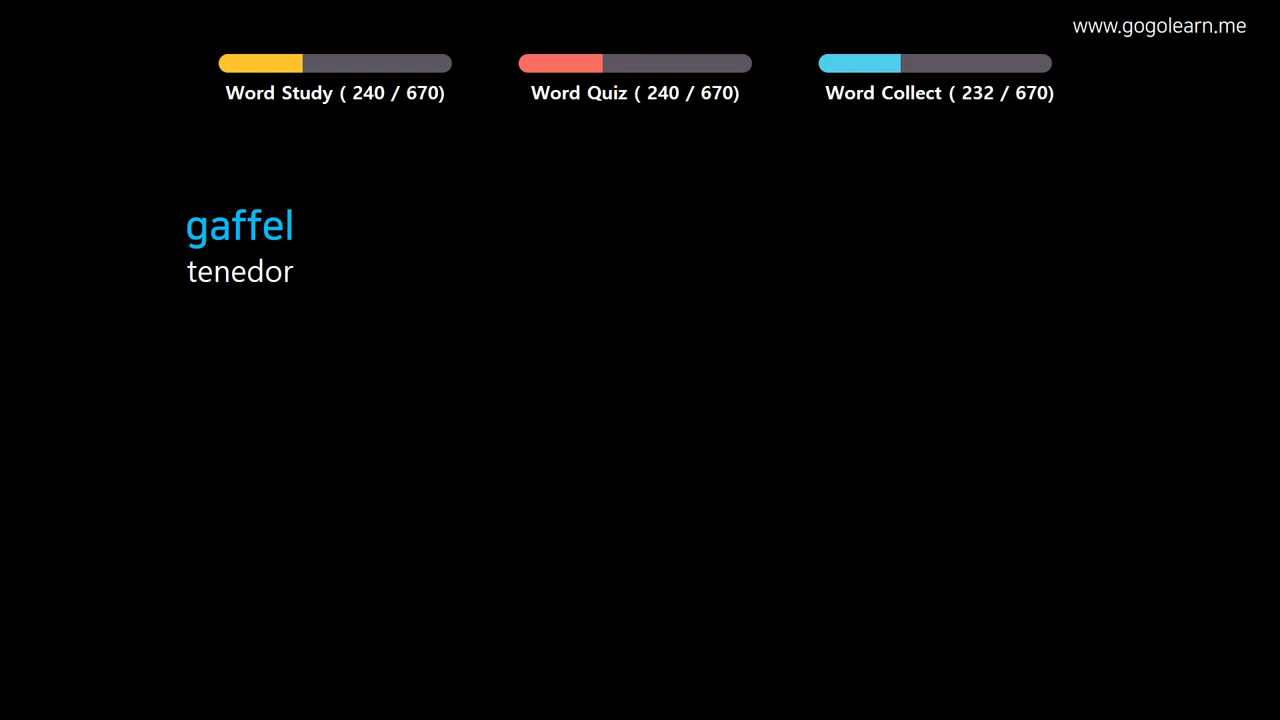 www.gogolearn.me
Word Study ( 240 / 670)
Word Quiz ( 240 / 670)
Word Collect ( 232 / 670)
gaffel
tenedor